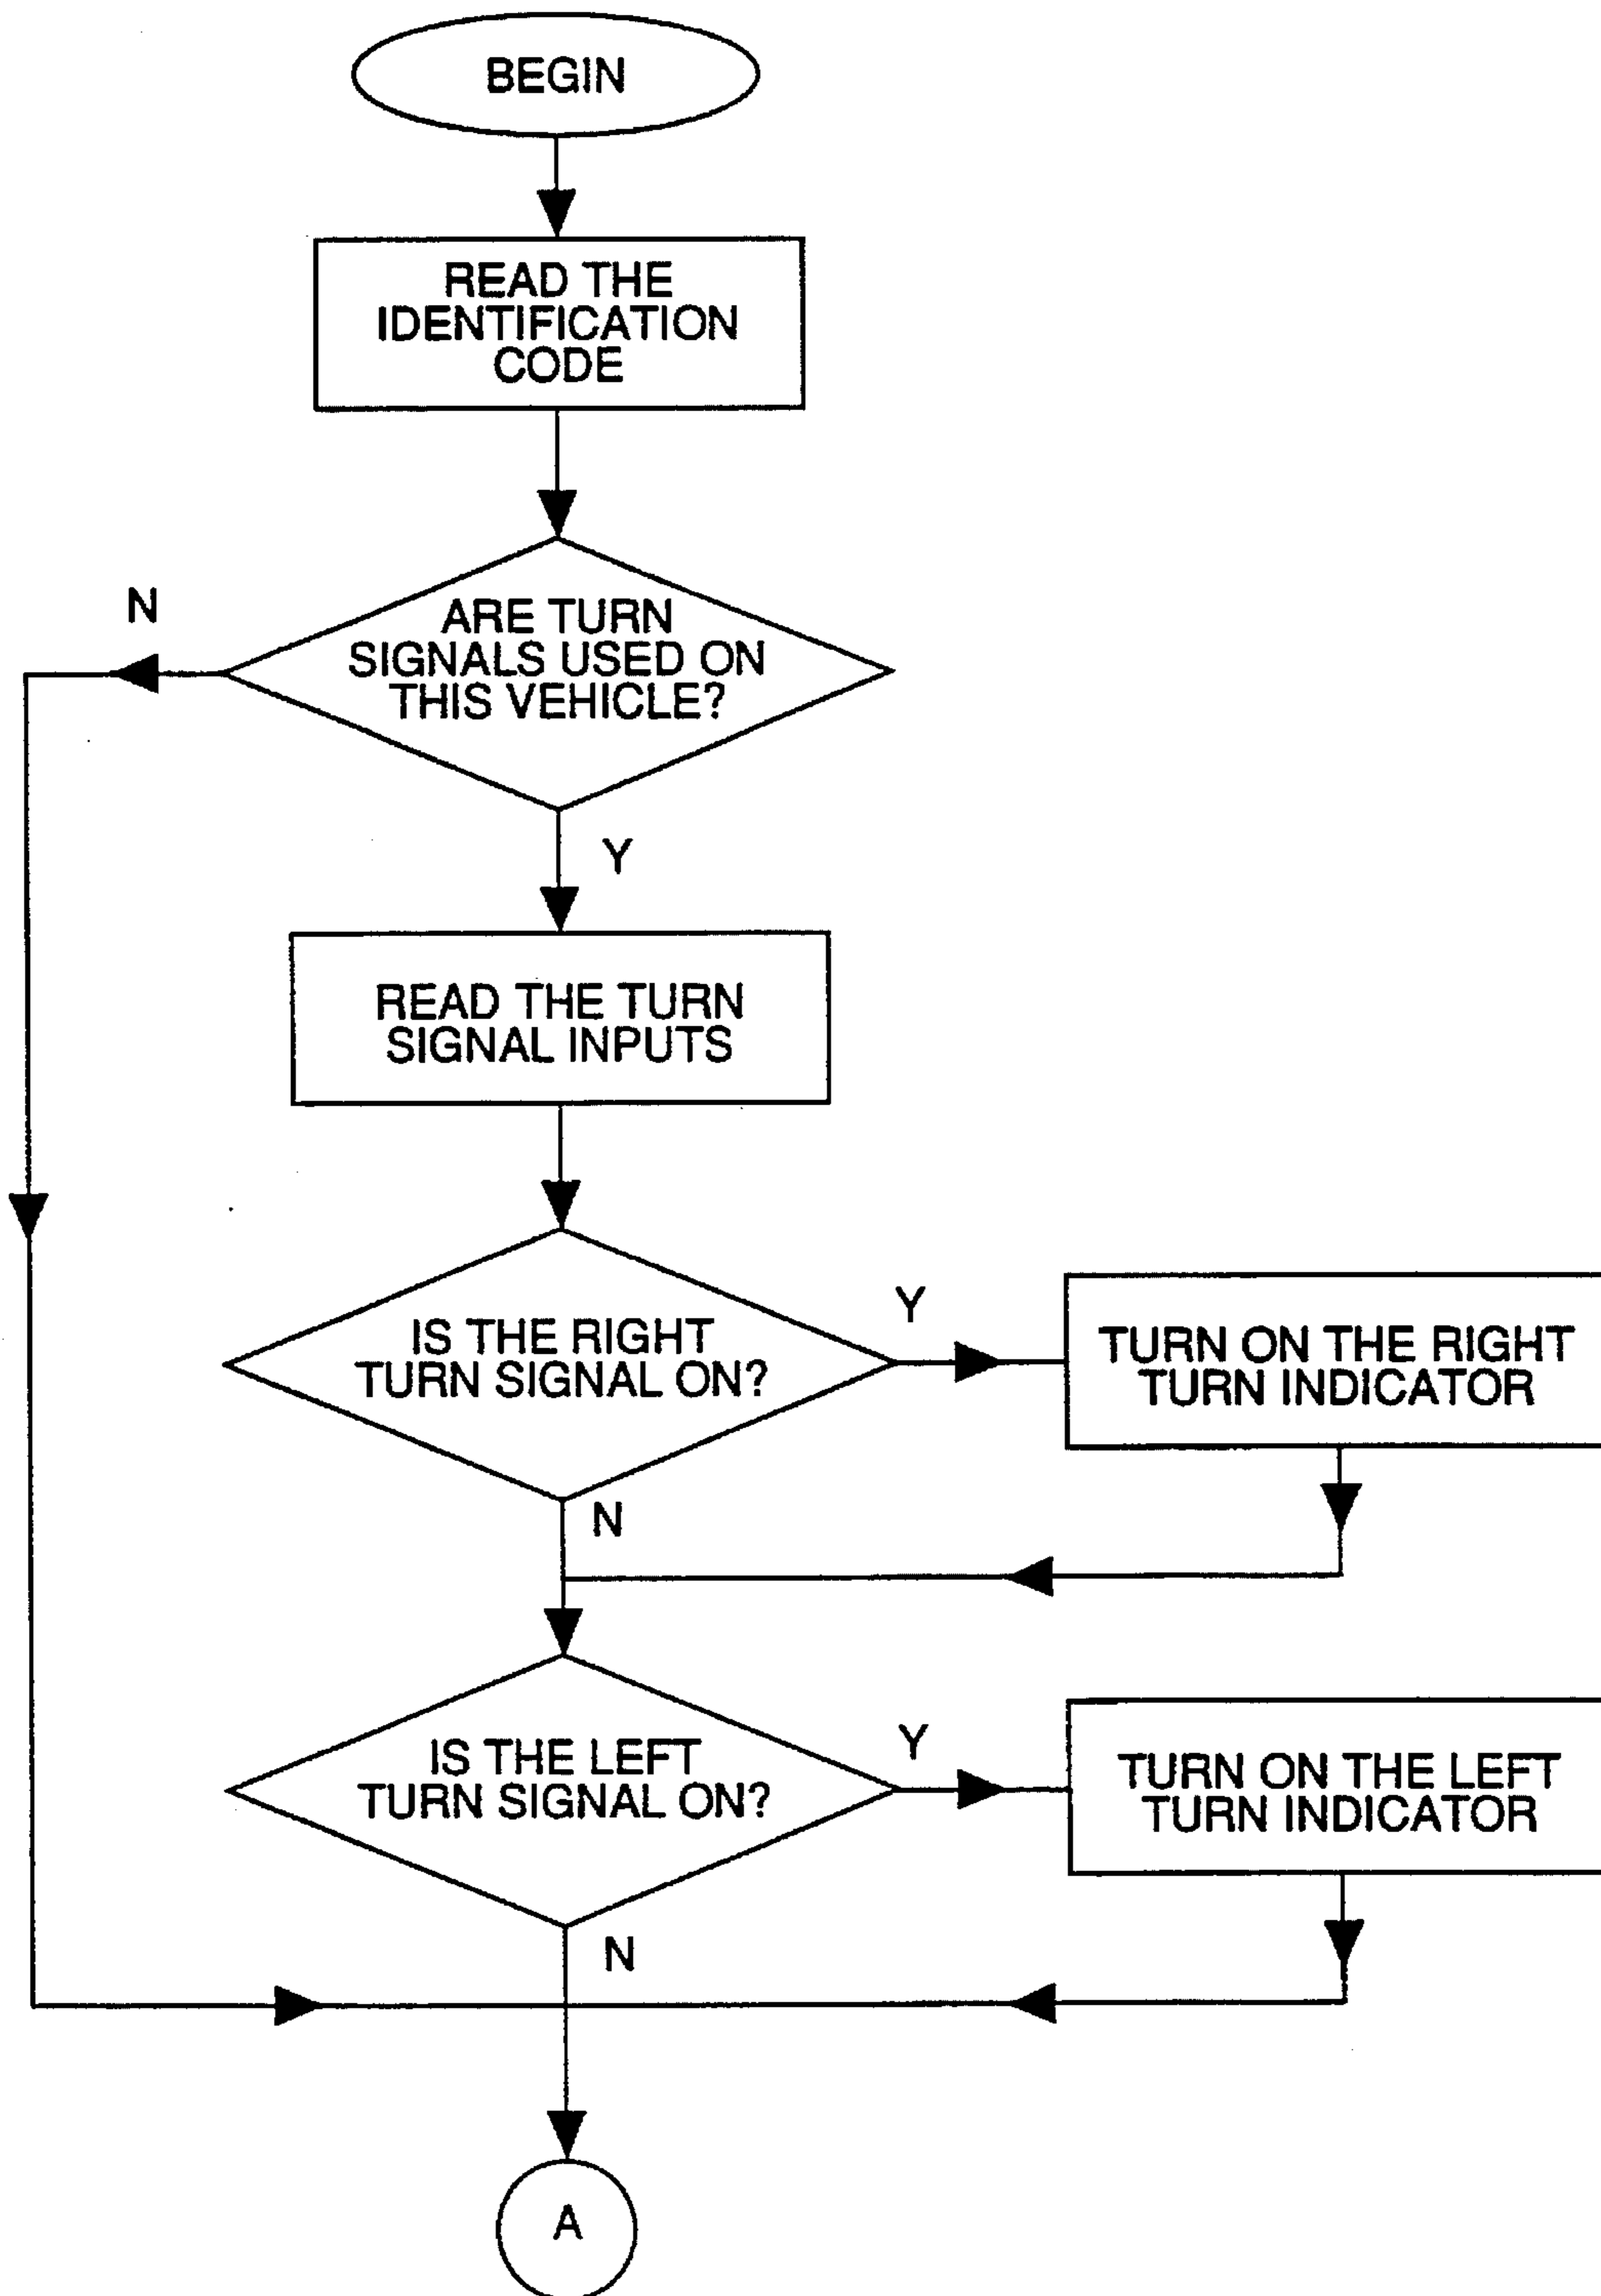 BEGIN
READ THE
IDENTIFICATION
CODE
N
ARE TURN
SIGNALS USED ON
THIS VEHICLE?
Y
READ THE TURN
SIGNAL INPUTS
IS THE RIGHT
TURN SIGNAL ON?
Y
TURN ON THE RIGHT
TURN INDICATOR
N
IS THE LEFT
TURN SIGNAL ON?
Y
TURN ON THE LEFT
TURN INDICATOR
N
A